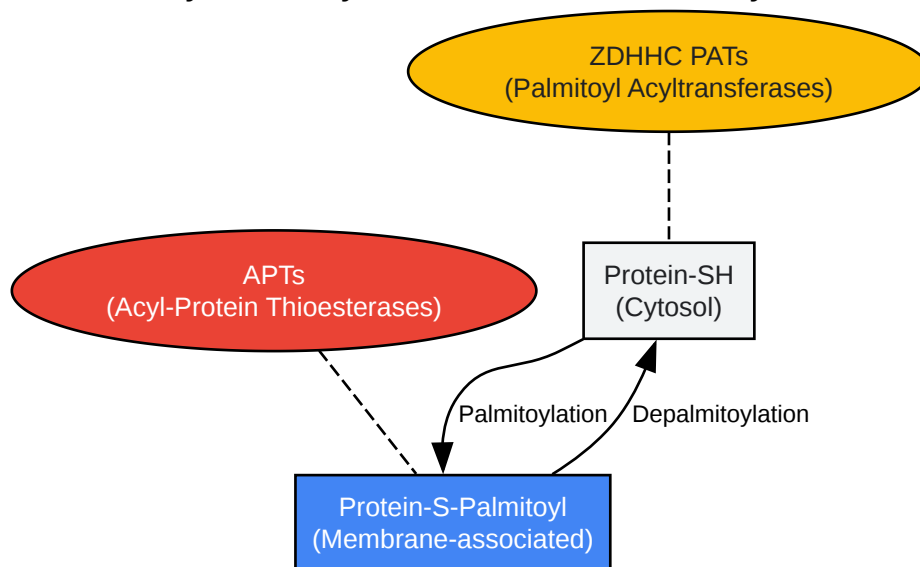 ZDHHC PATs
(Palmitoyl Acyltransferases)
APTs
(Acyl-Protein Thioesterases)
Protein-SH
(Cytosol)
Palmitoylation
Depalmitoylation
Protein-S-Palmitoyl
(Membrane-associated)